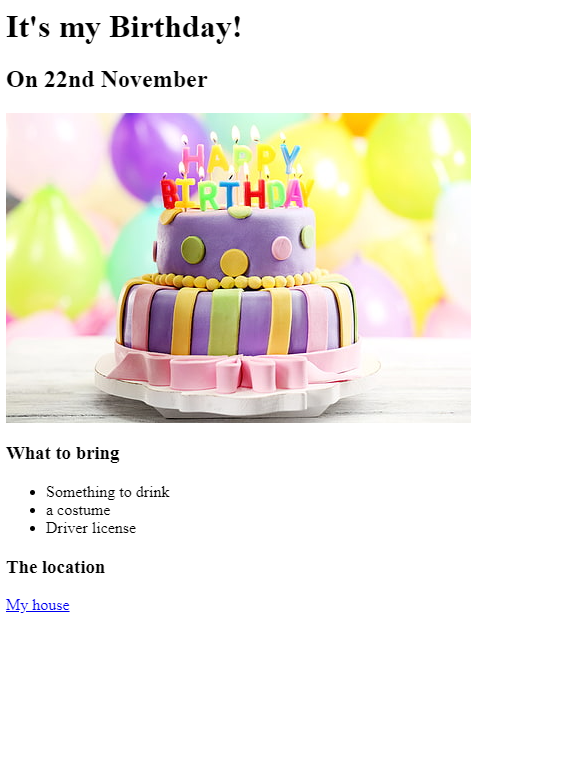 It's my Birthday!
On 22nd November
HAPPY
BIRTHDAY
What to bring
Something to drink
a costume
Driver license
The location
My house